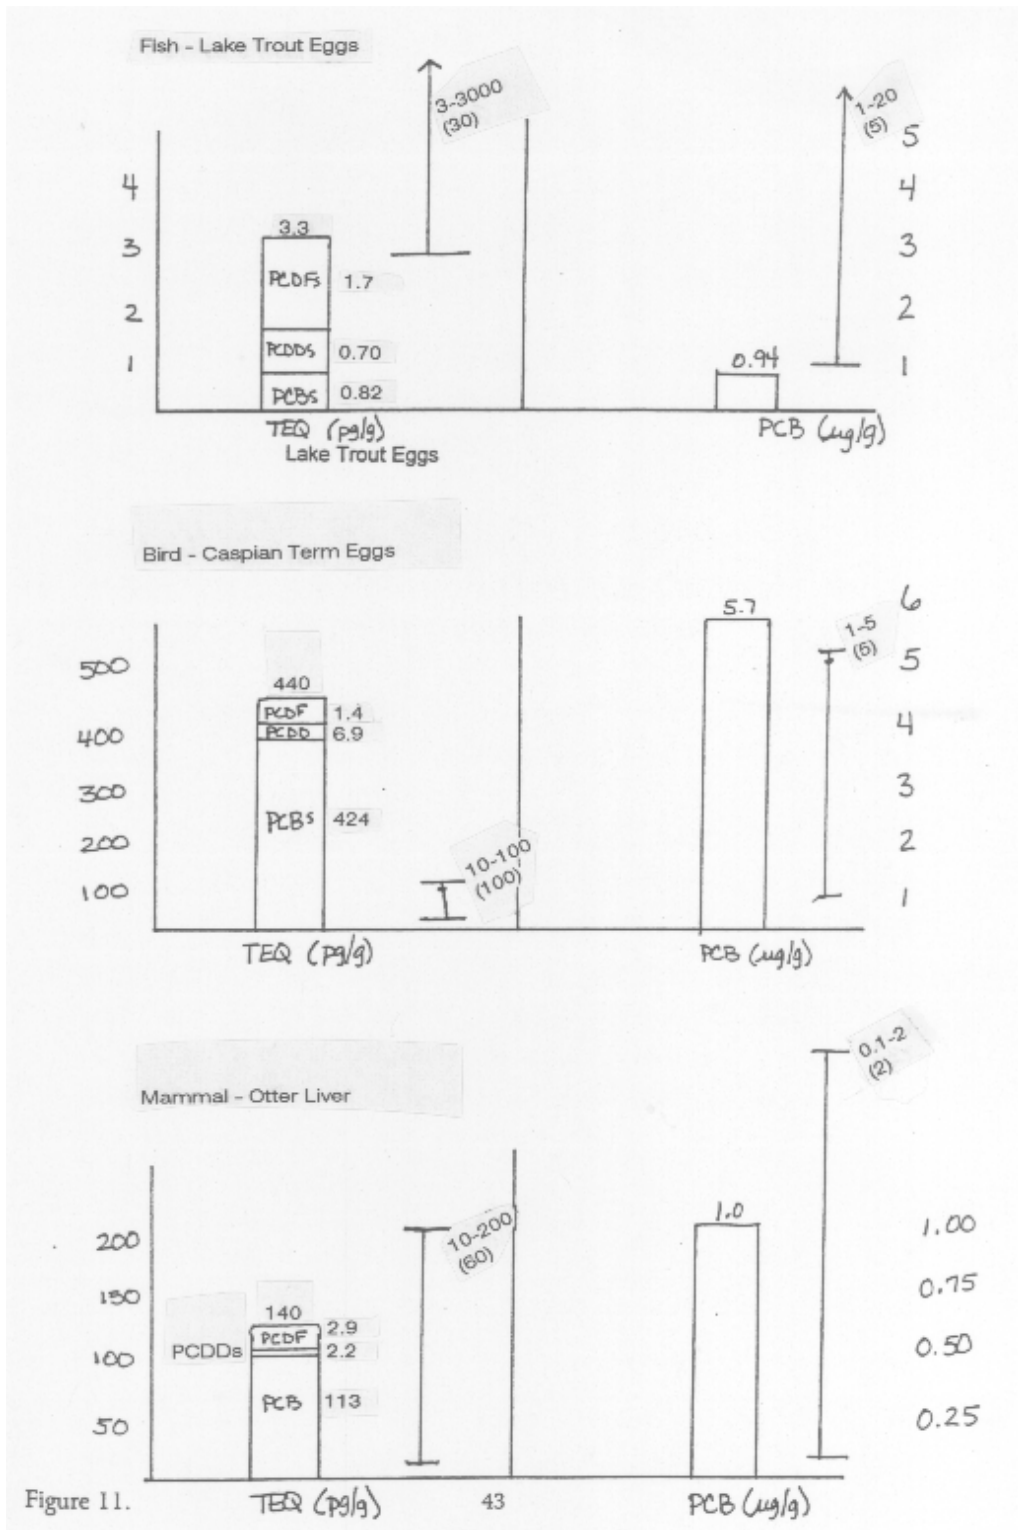 Fish - Lake Trout Eggs
3-3000
(30)
1-20
(5)
5
4
3
2
1
4
3
2
1
3.3
PCDFs 1.7
PCDDs 0.70
PCBs 0.82
0.94
TEQ (pg/g)
PCB (µg/g)
Lake Trout Eggs
Bird - Caspian Term Eggs
500
400
300
200
100
440
PCDF 1.4
PCDD 6.9
PCBs 424
10-100
(100)
5.7
1-5
(5)
6
5
4
3
2
1
TEQ (pg/g)
PCB (µg/g)
Mammal - Otter Liver
200
150
100
50
140
PCDF 2.9
PCDDs 2.2
PCB 113
10-200
(60)
1.0
0.1-2
(2)
1.00
0.75
0.50
0.25
TEQ (pg/g)
PCB (µg/g)
Figure 11.
43